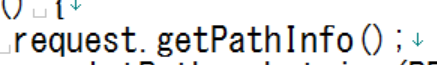 () {
request.getPathInfo();